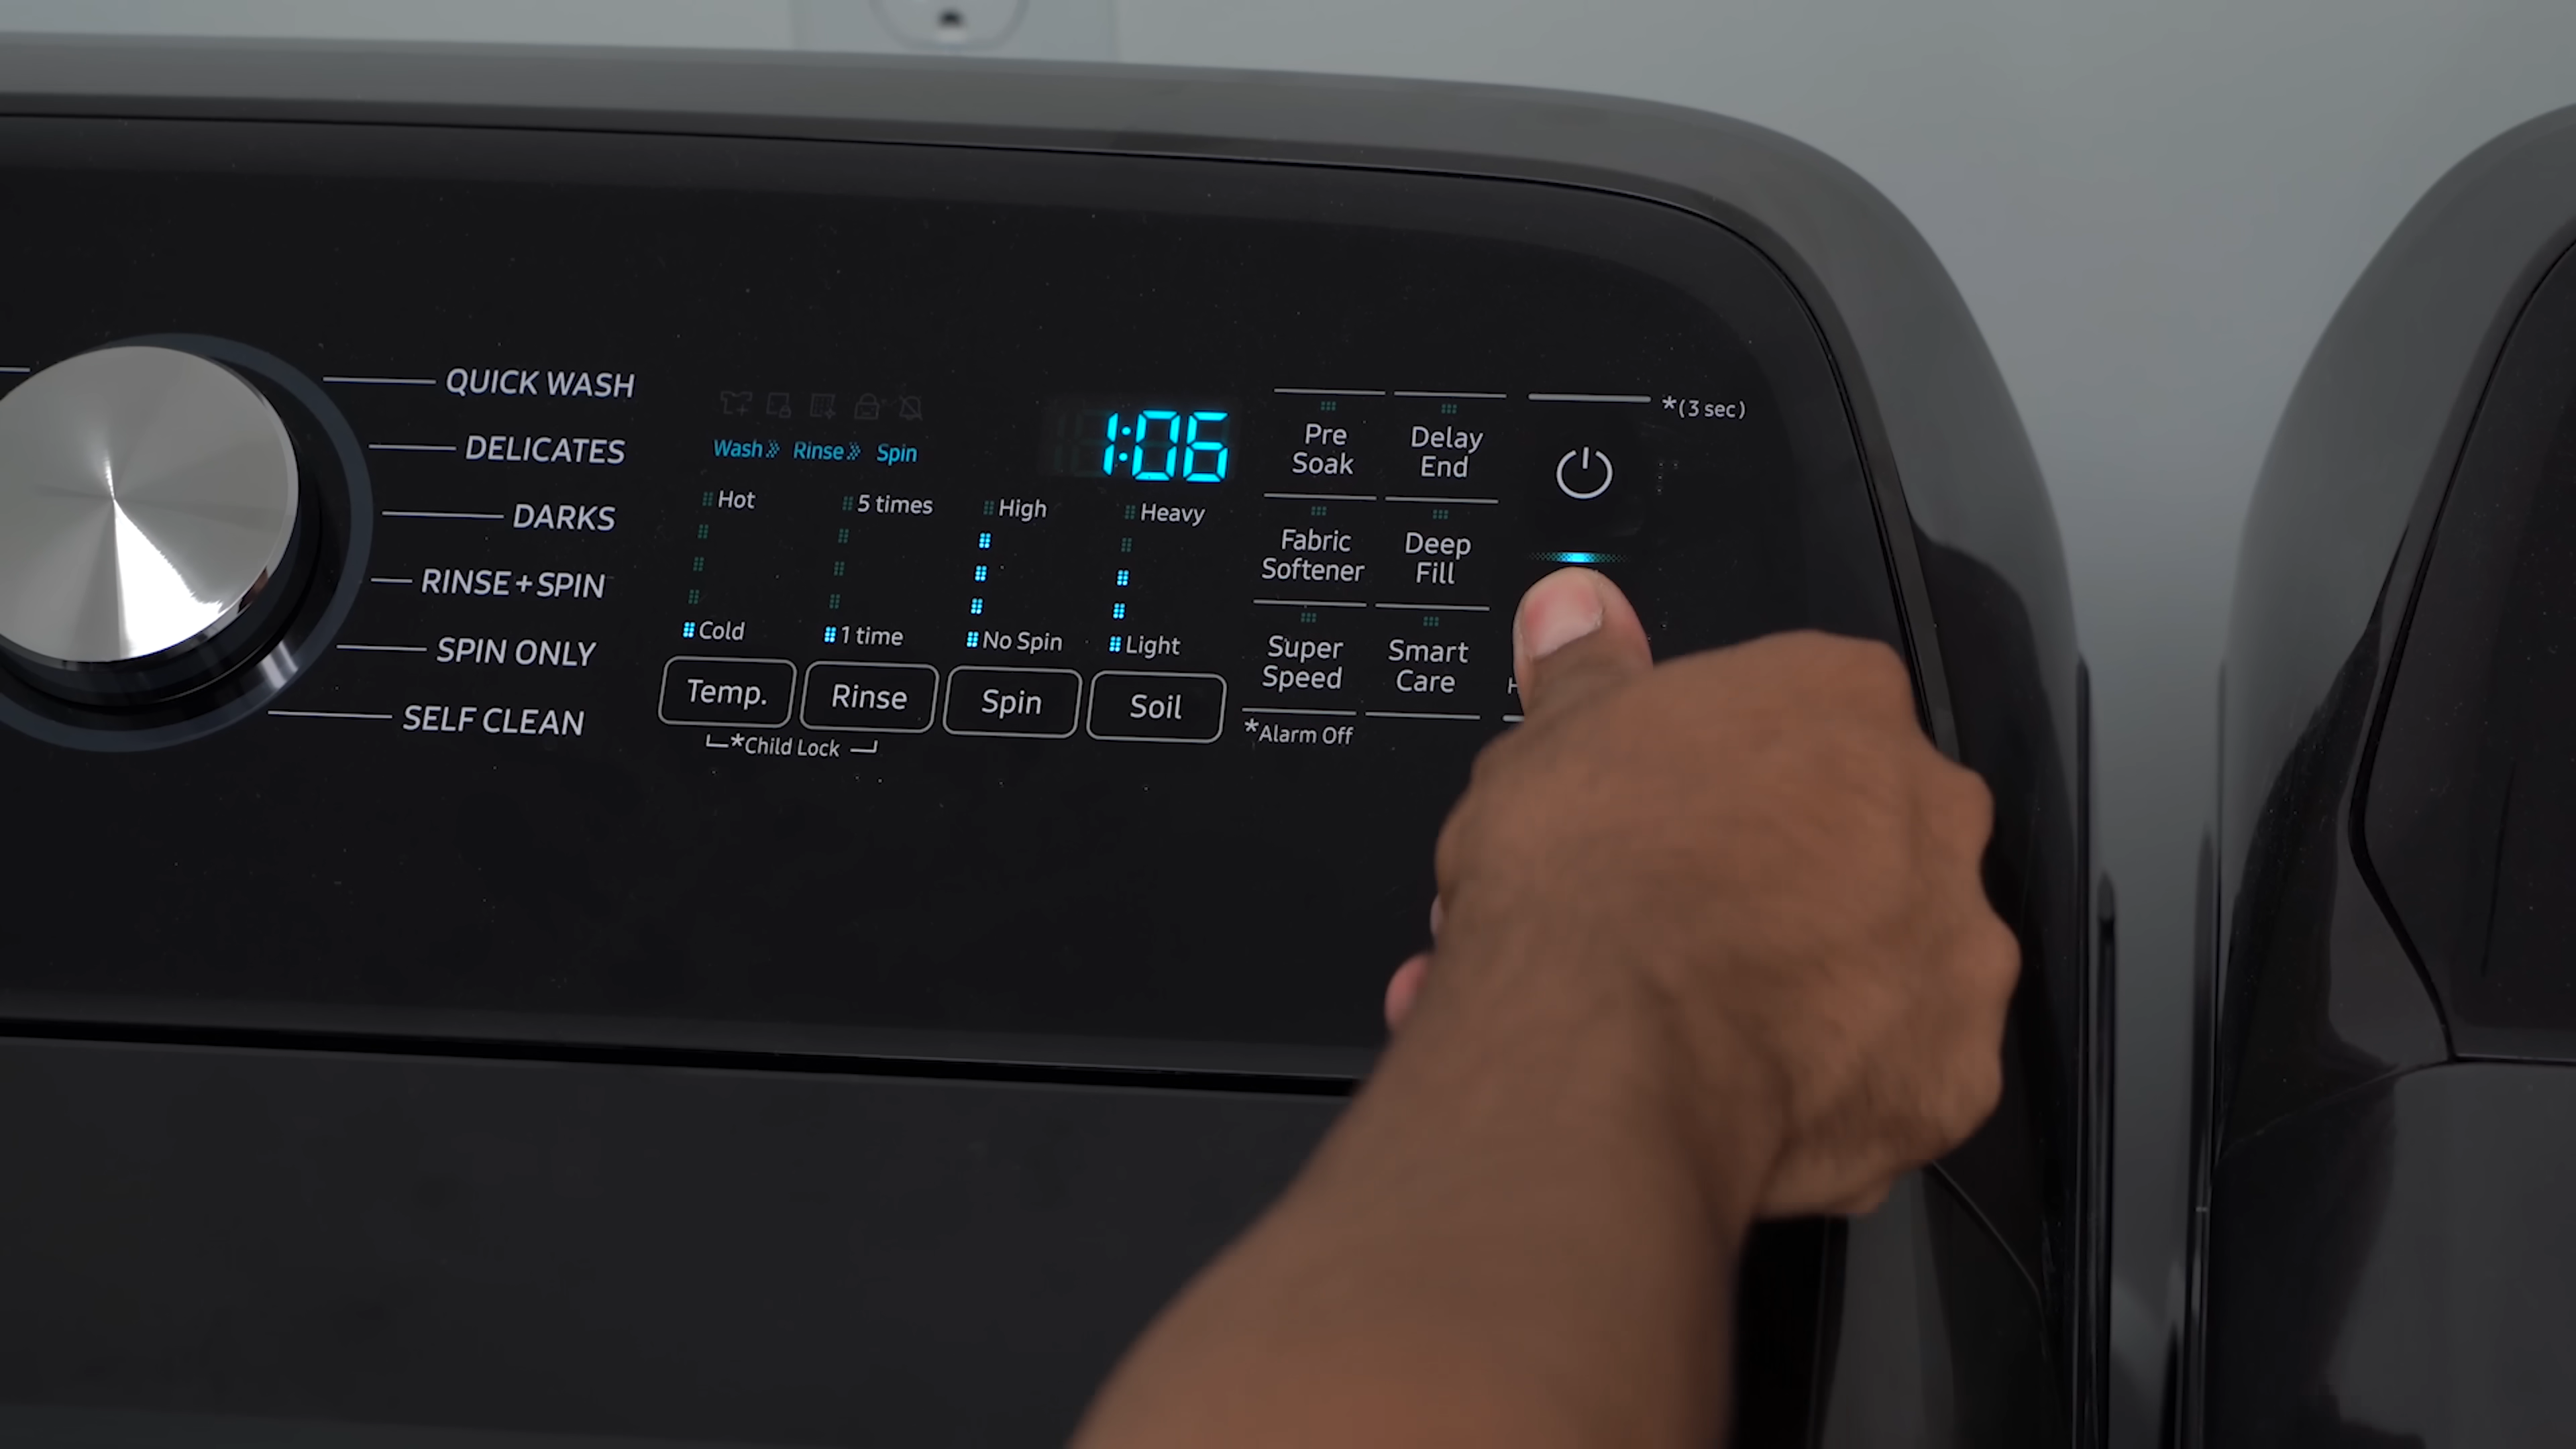 QUICK WASH
DELICATES
DARKS
RINSE+SPIN
SPIN ONLY
SELF CLEAN
Wash Rinse Spin
1:06
Hot 5 times High Heavy
Cold 1 time No Spin Light
Temp. Rinse Spin Soil
*Child Lock
Pre
Soak
Delay
End
Fabric
Softener
Deep
Fill
Super
Speed
Smart
Care
*Alarm Off
*(3 sec)